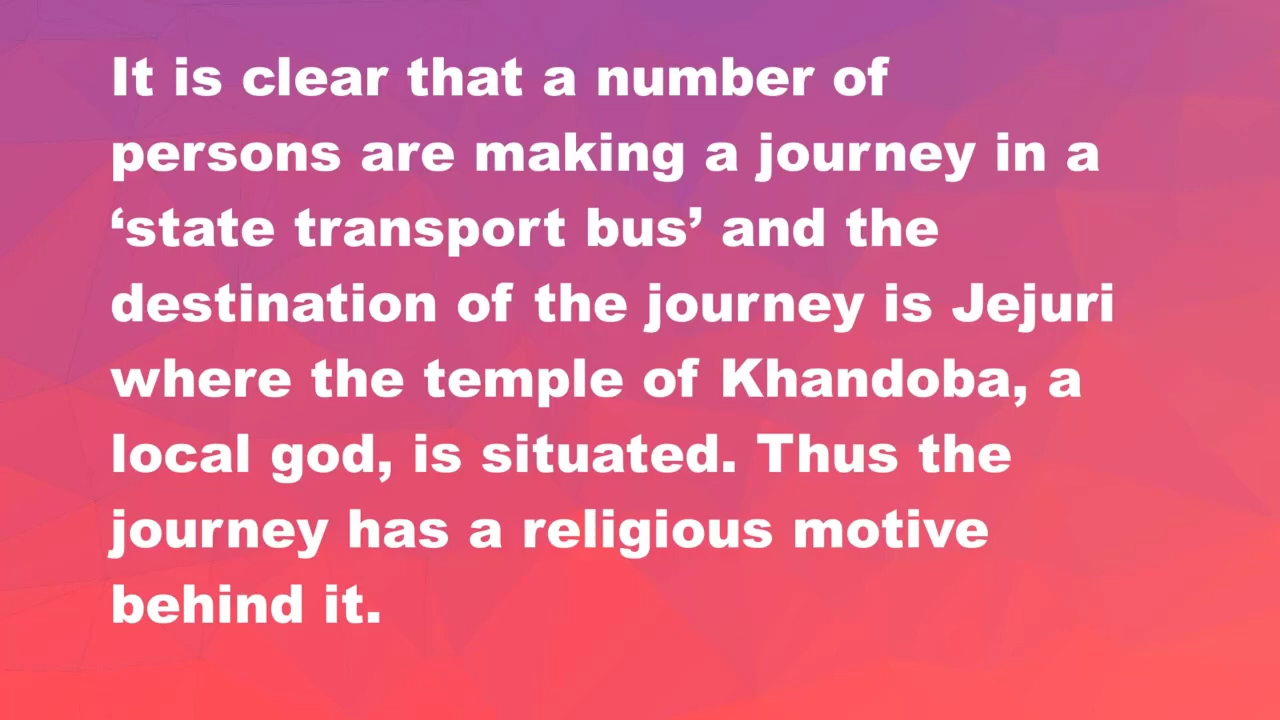 It is clear that a number of
persons are making a journey in a
‘state transport bus’ and the
destination of the journey is Jejuri
where the temple of Khandoba, a
local god, is situated. Thus the
journey has a religious motive
behind it.